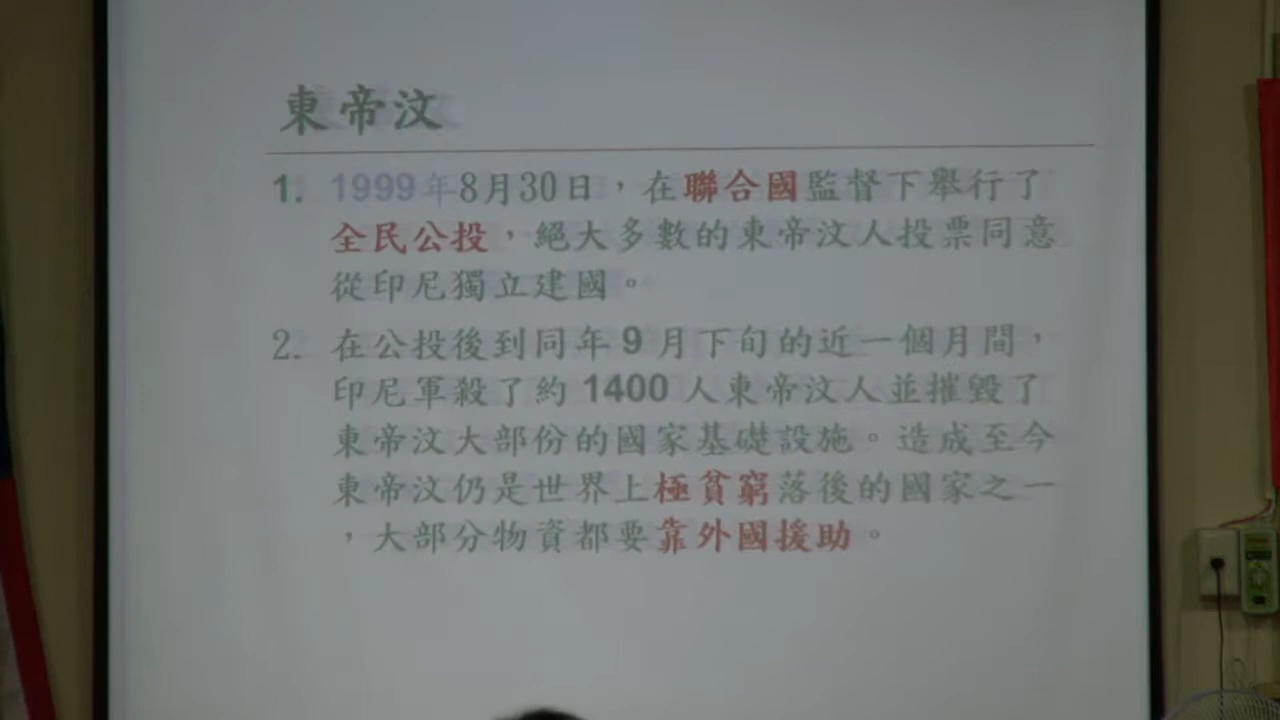 東帝汶
1. 1999年8月30日，在聯合國監督下舉行了
全民公投，絕大多數的東帝汶人投票同意
從印尼獨立建國。
2. 在公投後到同年 9 月下旬的近一個月間，
印尼軍殺了約 1400 人東帝汶人並摧毀了
東帝汶大部份的國家基礎設施。造成至今
東帝汶仍是世界上極貧窮落後的國家之一
，大部分物資都要靠外國援助。